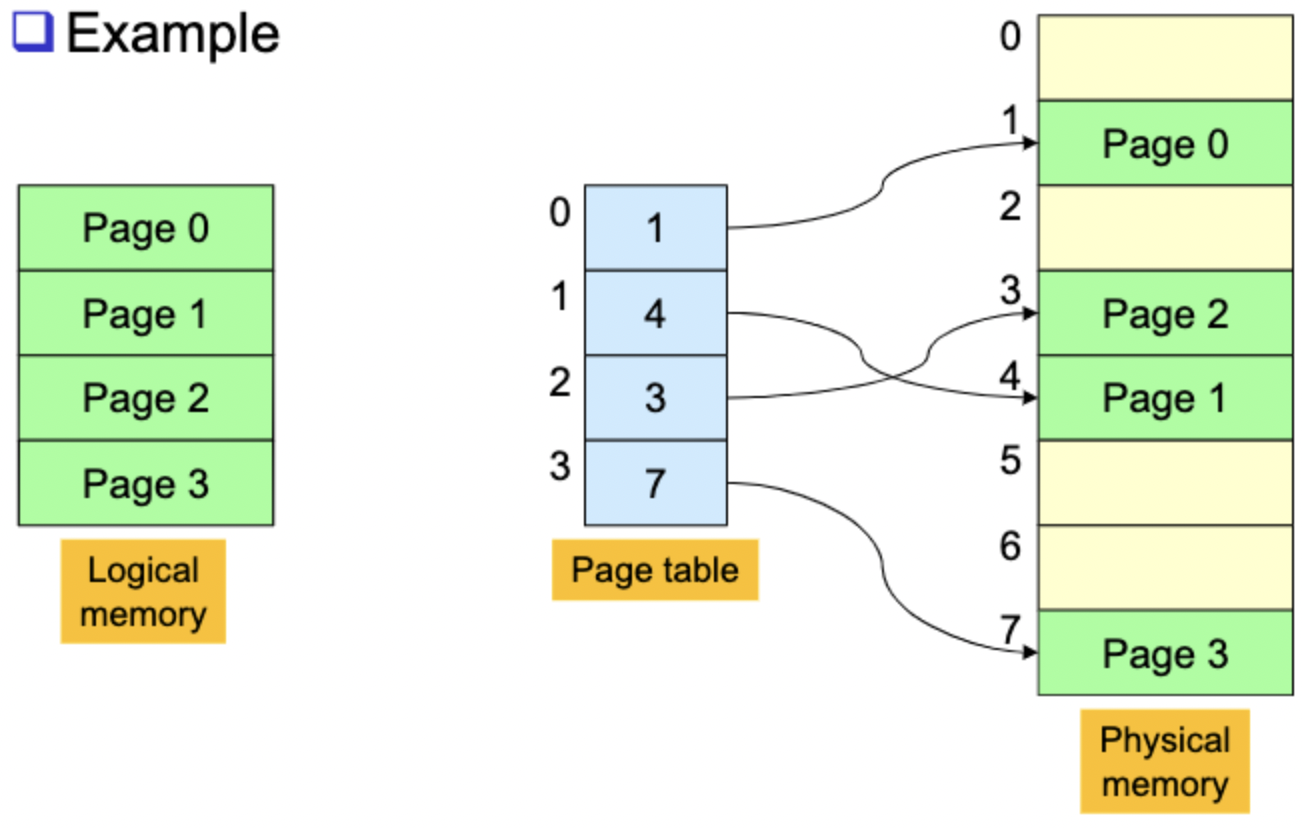 Example
Page 0
Page 1
Page 2
Page 3
Logical
memory
0 1
1 4
2 3
3 7
Page table
0
1 Page 0
2
3 Page 2
4 Page 1
5
6
7 Page 3
Physical
memory